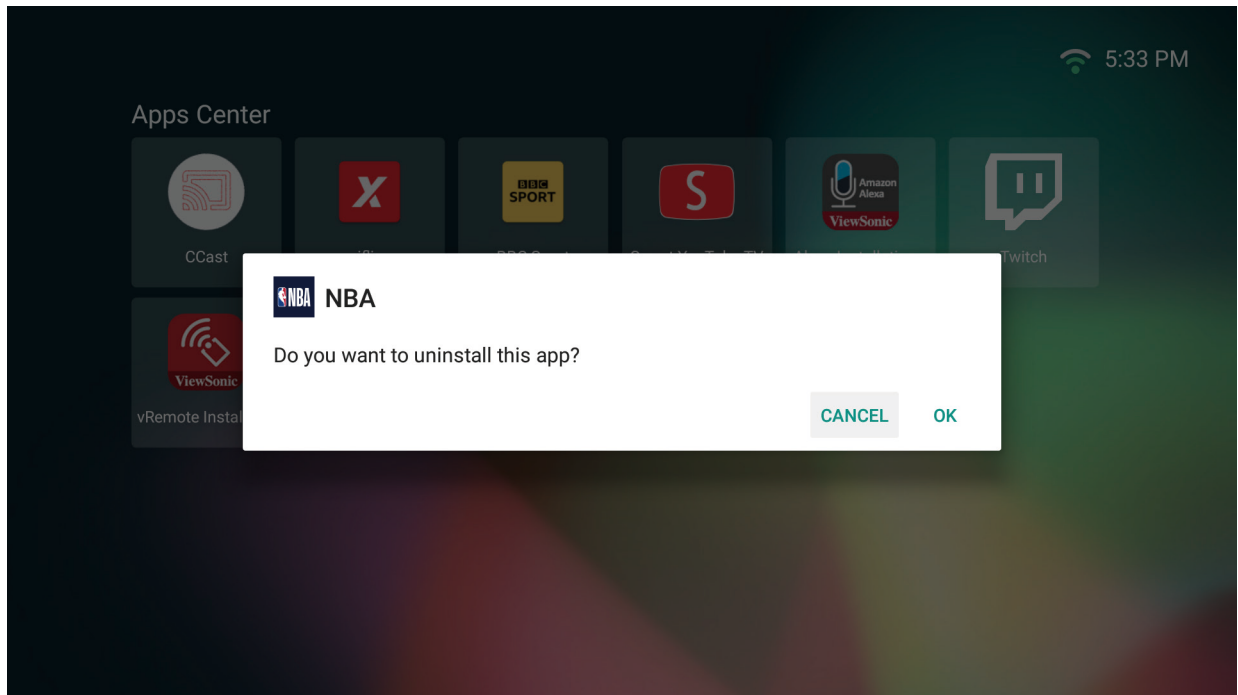 5:33 PM
Apps Center
X
BBC
SPORT
S
Amazon
Alexa
ViewSonic
CCast
Twitch
NBA
NBA
Do you want to uninstall this app?
ViewSonic
vRemote Instal
CANCEL OK